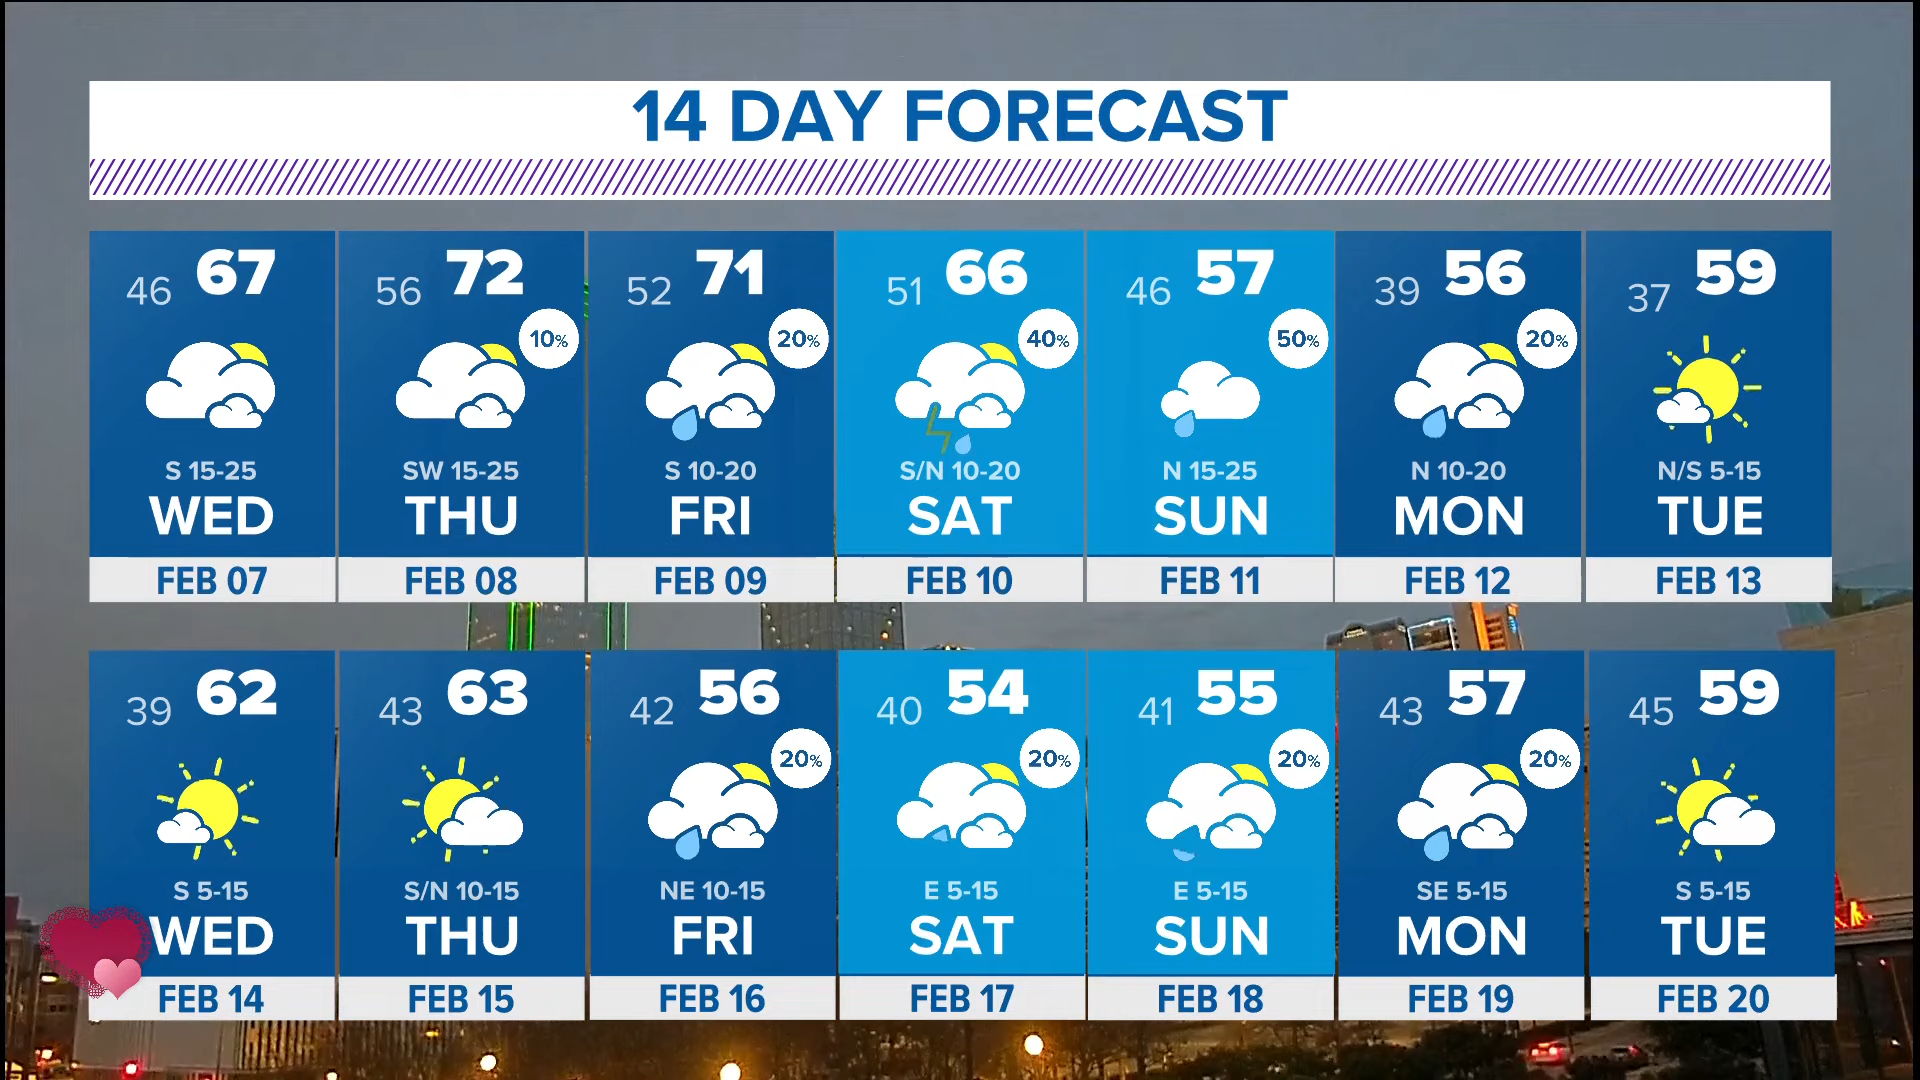 14 DAY FORECAST
46 67
S 15-25
WED
FEB 07
56 72
10%
SW 15-25
THU
FEB 08
52 71
20%
S 10-20
FRI
FEB 09
51 66
40%
S/N 10-20
SAT
FEB 10
46 57
50%
N 15-25
SUN
FEB 11
39 56
20%
N 10-20
MON
FEB 12
37 59
N/S 5-15
TUE
FEB 13
39 62
S 5-15
WED
FEB 14
43 63
S/N 10-15
THU
FEB 15
42 56
20%
NE 10-15
FRI
FEB 16
40 54
20%
E 5-15
SAT
FEB 17
41 55
20%
E 5-15
SUN
FEB 18
43 57
20%
SE 5-15
MON
FEB 19
45 59
S 5-15
TUE
FEB 20